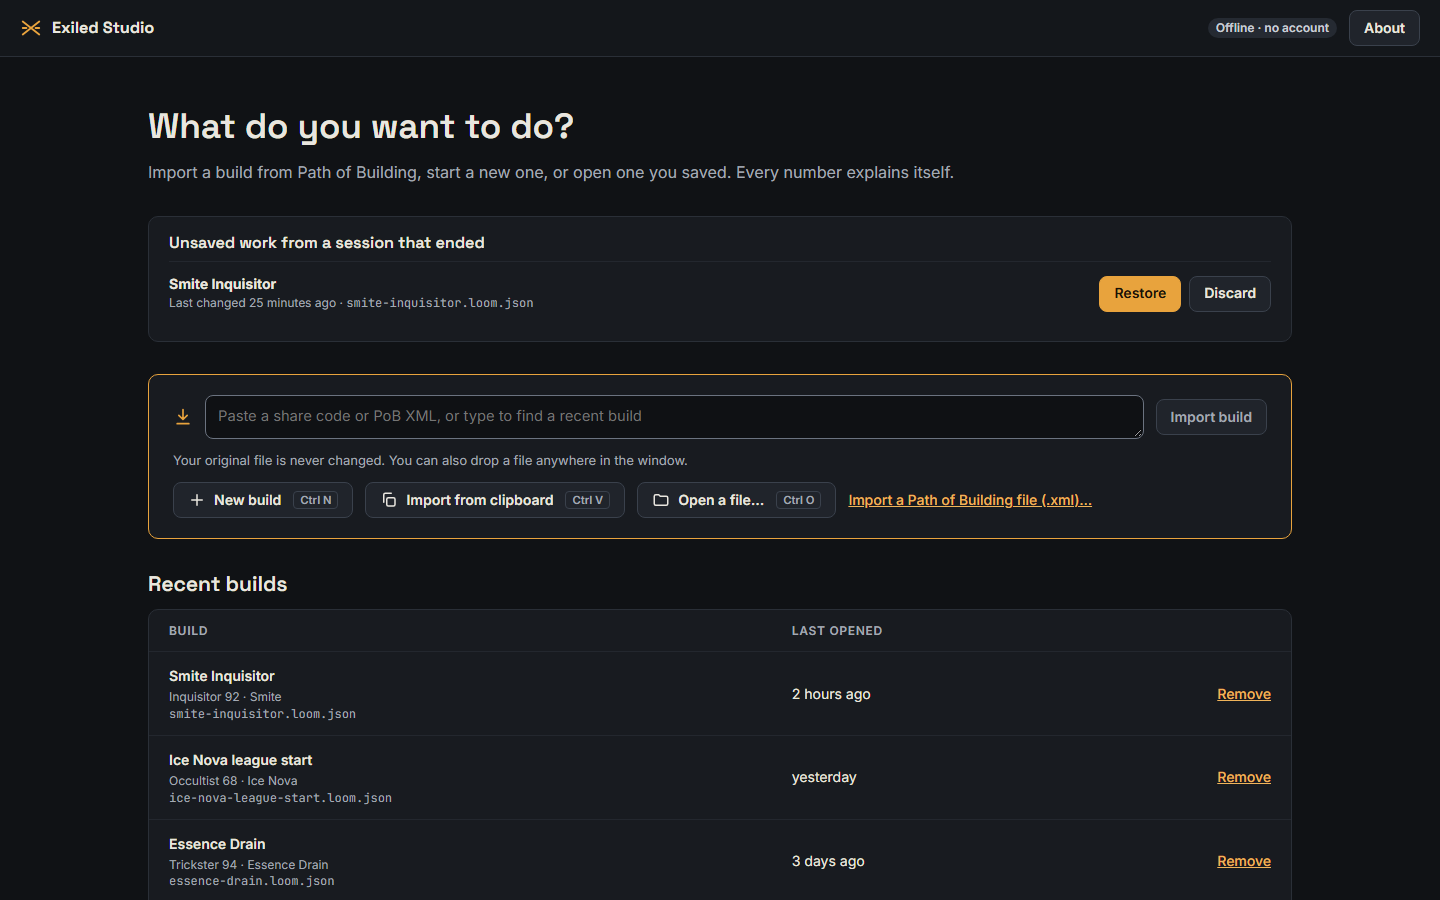 Exiled Studio
Offline · no account
About
What do you want to do?
Import a build from Path of Building, start a new one, or open one you saved. Every number explains itself.
Unsaved work from a session that ended
Smite Inquisitor
Last changed 25 minutes ago · smite-inquisitor.loom.json
Restore
Discard
Paste a share code or PoB XML, or type to find a recent build
Import build
Your original file is never changed. You can also drop a file anywhere in the window.
New build Ctrl N
Import from clipboard Ctrl V
Open a file... Ctrl O
Import a Path of Building file (.xml)...
Recent builds
BUILD
LAST OPENED
Smite Inquisitor
Inquisitor 92 · Smite
smite-inquisitor.loom.json
2 hours ago
Remove
Ice Nova league start
Occultist 68 · Ice Nova
ice-nova-league-start.loom.json
yesterday
Remove
Essence Drain
Trickster 94 · Essence Drain
essence-drain.loom.json
3 days ago
Remove